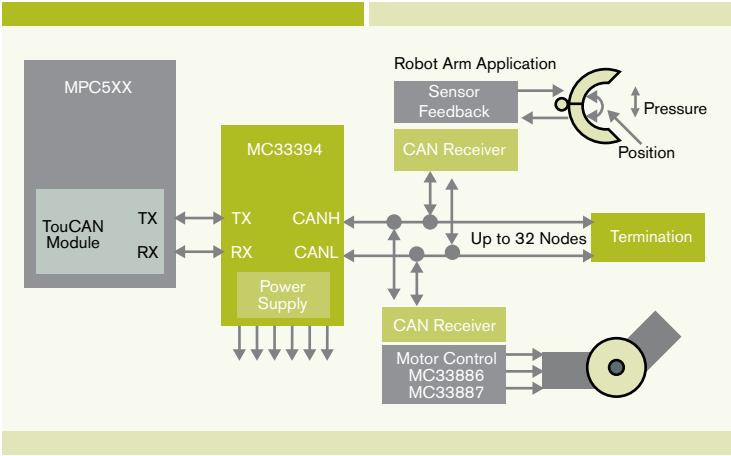 Robot Arm Application
MPC5XX
Sensor
Feedback
Pressure
Position
MC33394
CAN Receiver
TouCAN
Module
TX
RX
TX
RX
CANH
CANL
Up to 32 Nodes
Termination
Power
Supply
CAN Receiver
Motor Control
MC33886
MC33887